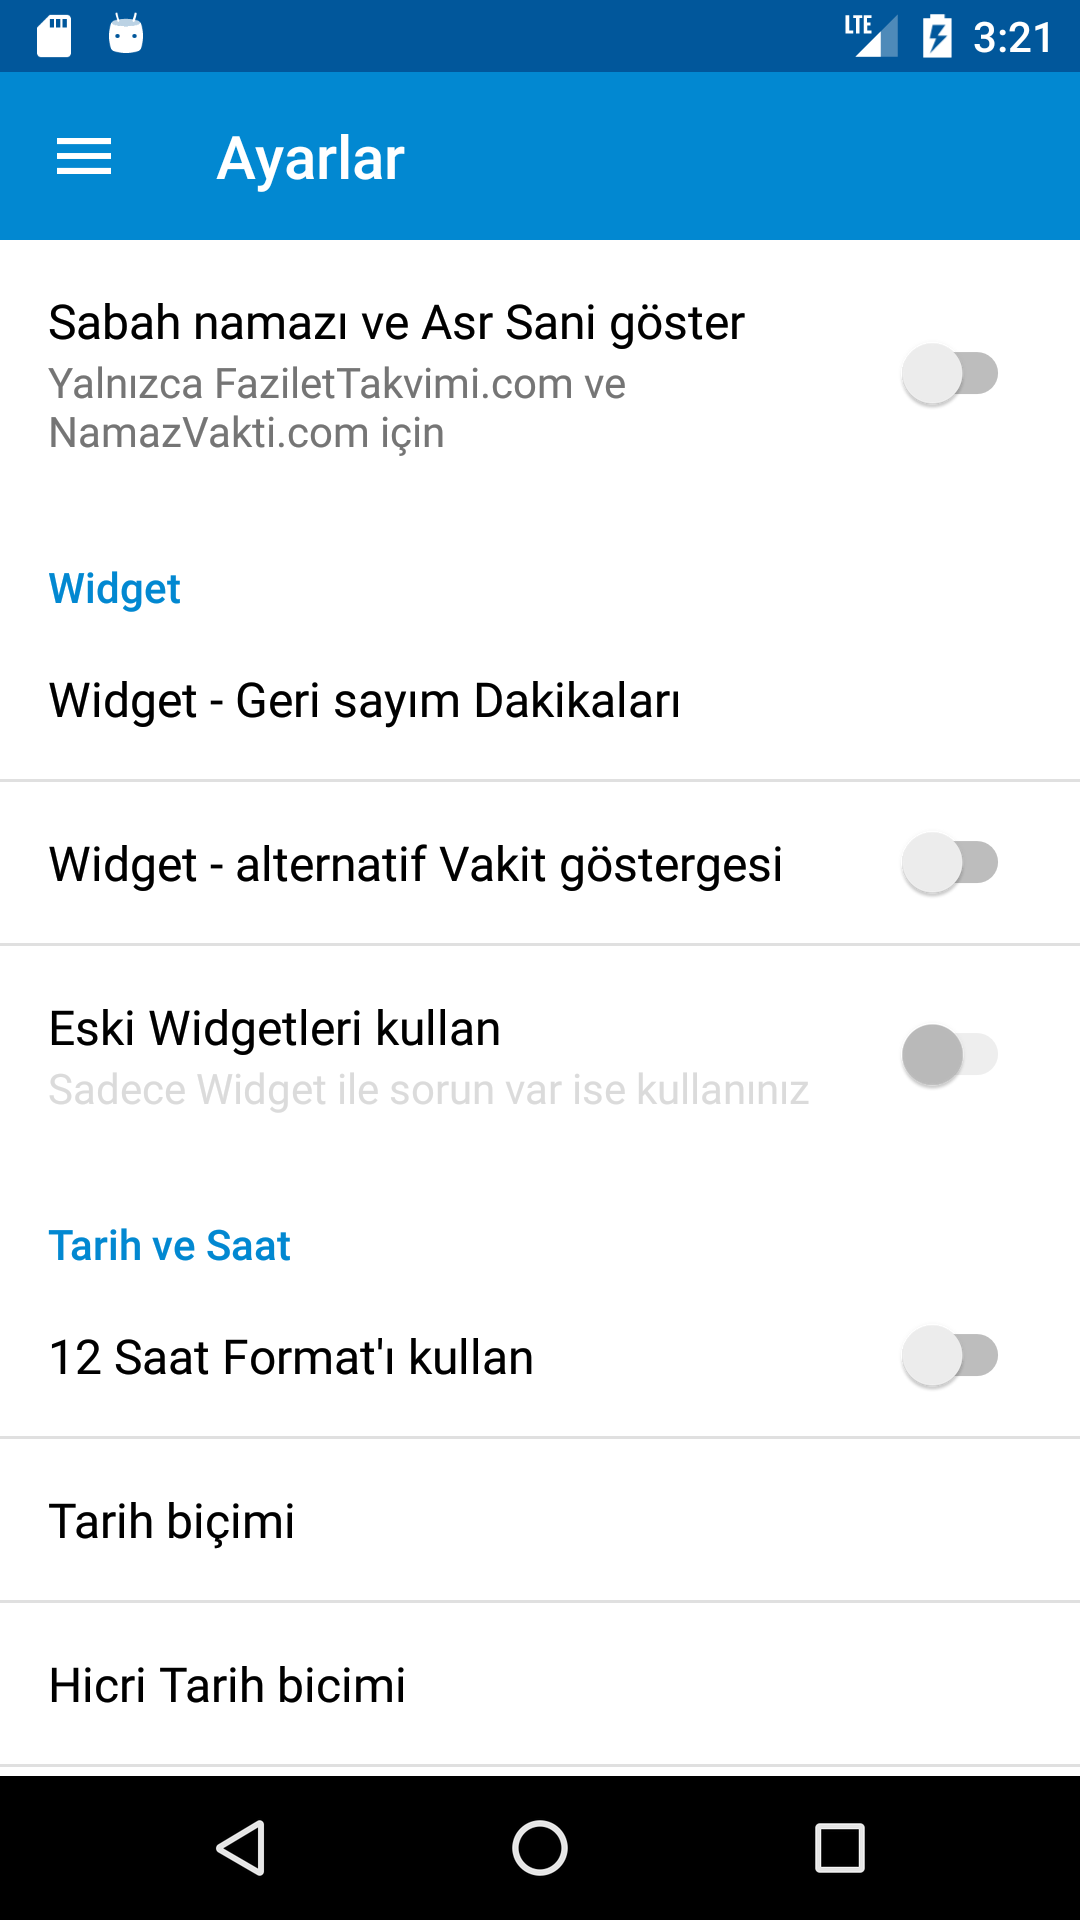 LTE 3:21
Ayarlar
Sabah namazı ve Asr Sani göster
Yalnızca FaziletTakvimi.com ve
NamazVakti.com için
Widget
Widget - Geri sayım Dakikaları
Widget - alternatif Vakit göstergesi
Eski Widgetleri kullan
Sadece Widget ile sorun var ise kullanınız
Tarih ve Saat
12 Saat Format'ı kullan
Tarih biçimi
Hicri Tarih bicimi